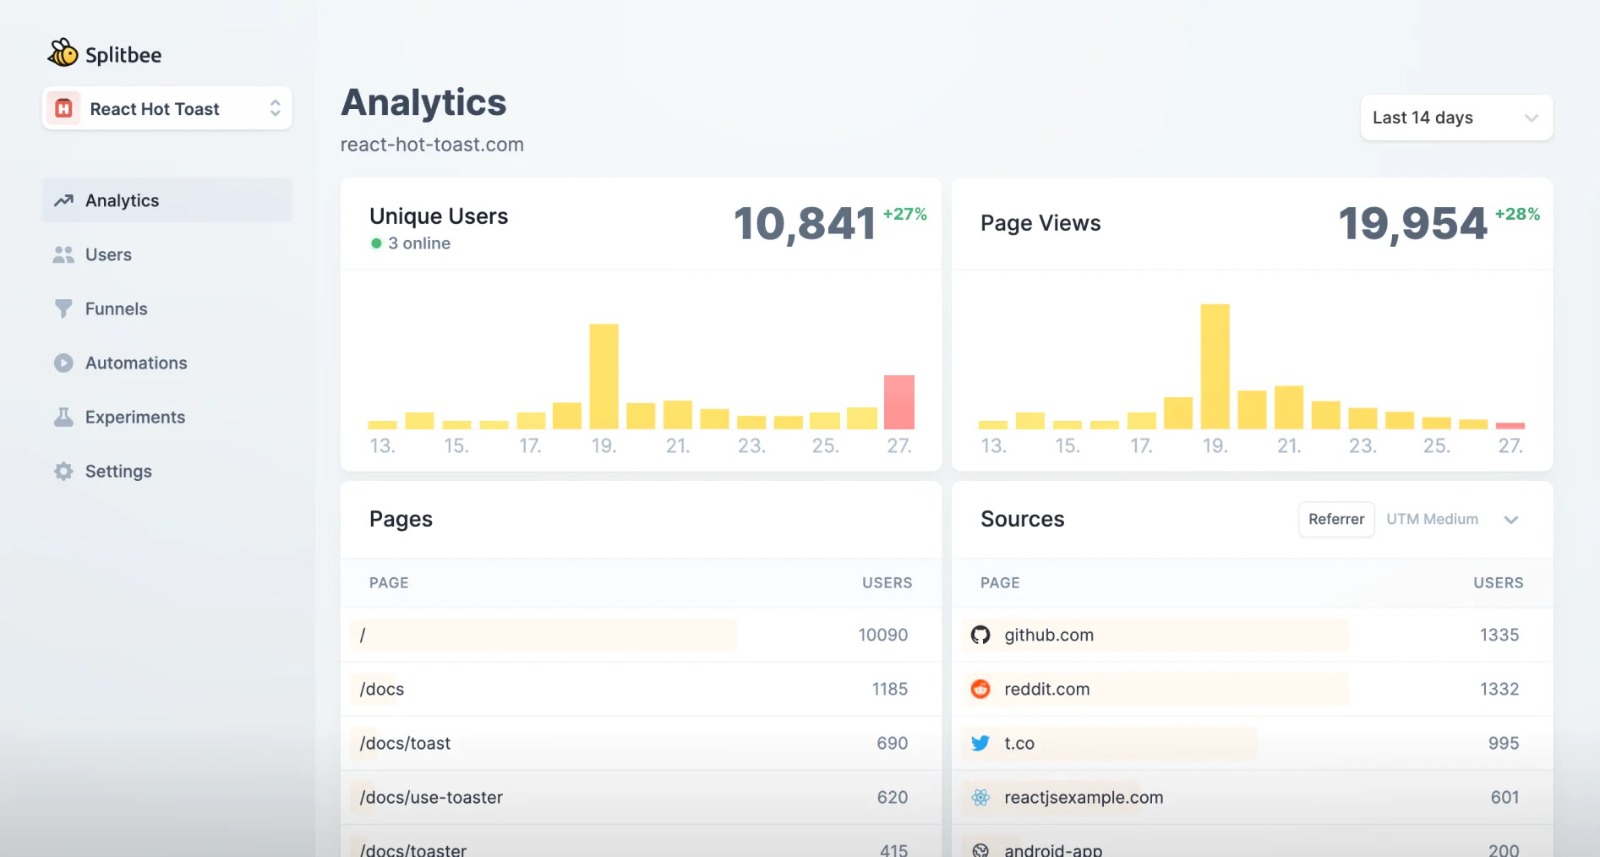 Splitbee
React Hot Toast
Analytics
Users
Funnels
Automations
Experiments
Settings
Analytics
react-hot-toast.com
Last 14 days
Unique Users
3 online
10,841 +27%
13. 15. 17. 19. 21. 23. 25. 27.
Page Views
19,954 +28%
13. 15. 17. 19. 21. 23. 25. 27.
Pages
PAGE USERS
/ 10090
/docs 1185
/docs/toast 690
/docs/use-toaster 620
/docs/toaster 415
Sources
Referrer UTM Medium
PAGE USERS
github.com 1335
reddit.com 1332
t.co 995
reactjsexample.com 601
android-app 200